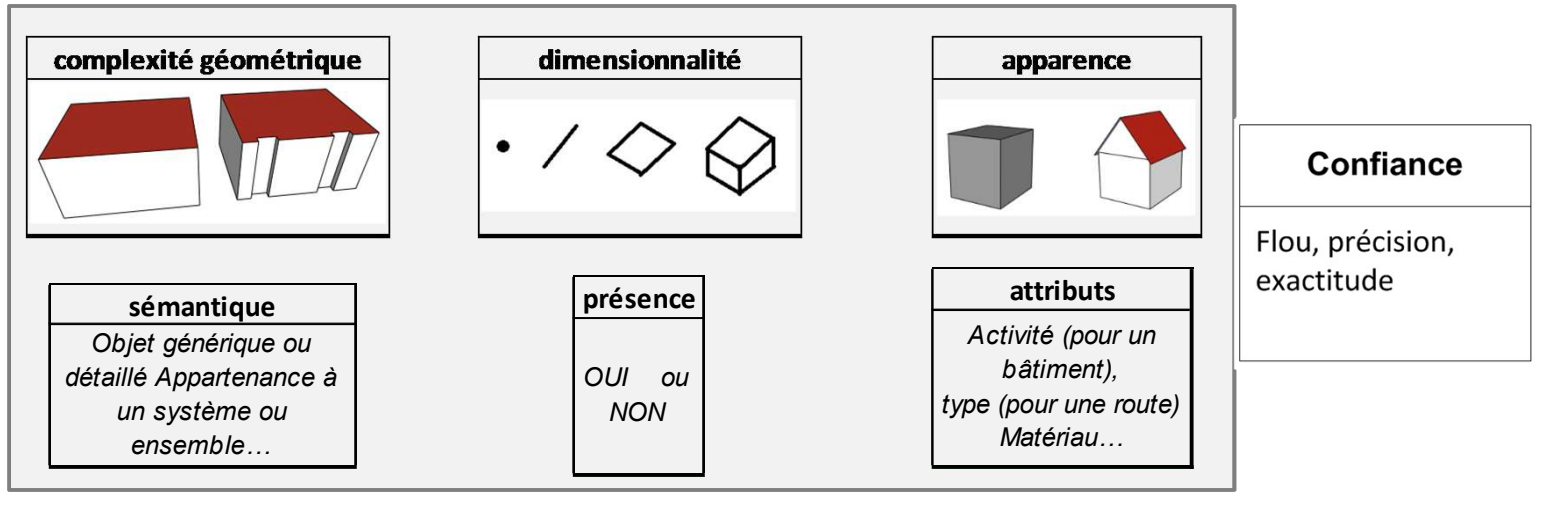 complexité géométrique
dimensionnalité
apparence
Confiance
Flou, précision,
exactitude
sémantique
Objet générique ou
détaillé Appartenance à
un système ou
ensemble…
présence
OUI ou
NON
attributs
Activité (pour un
bâtiment),
type (pour une route)
Matériau…